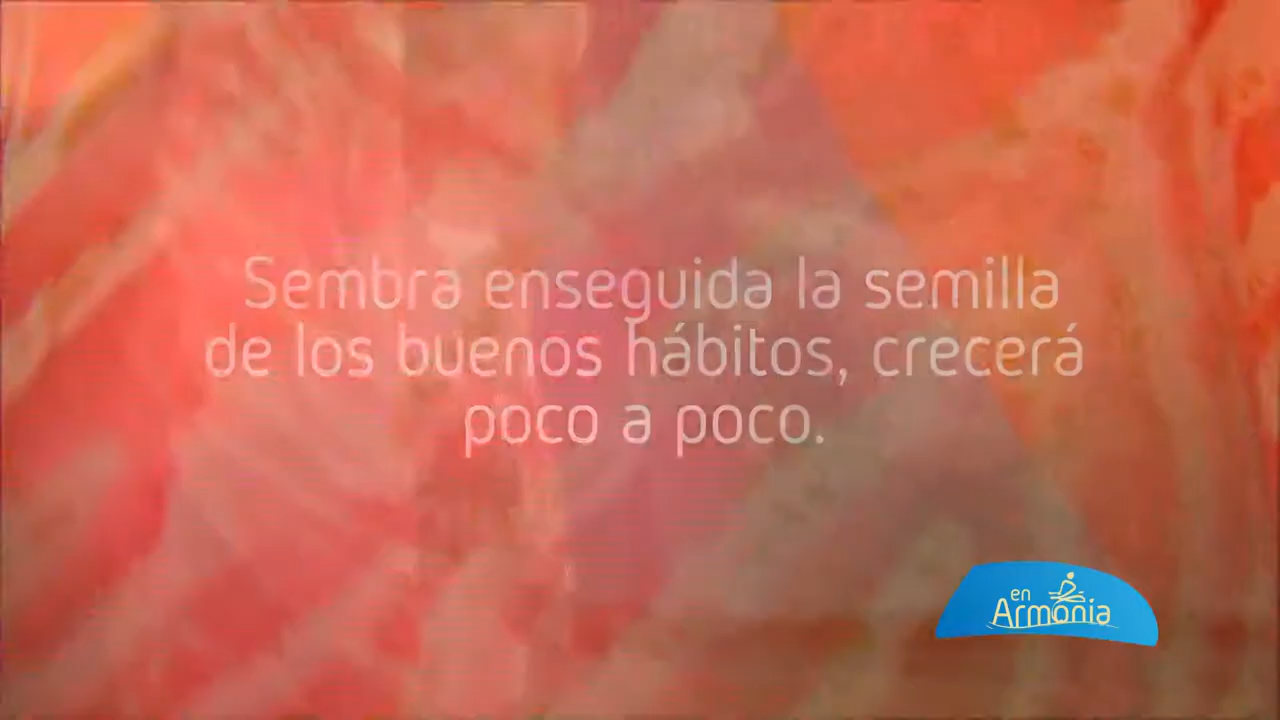 Sembra enseguida la semilla
de los buenos hábitos, crecerá
poco a poco.
en
Armonía